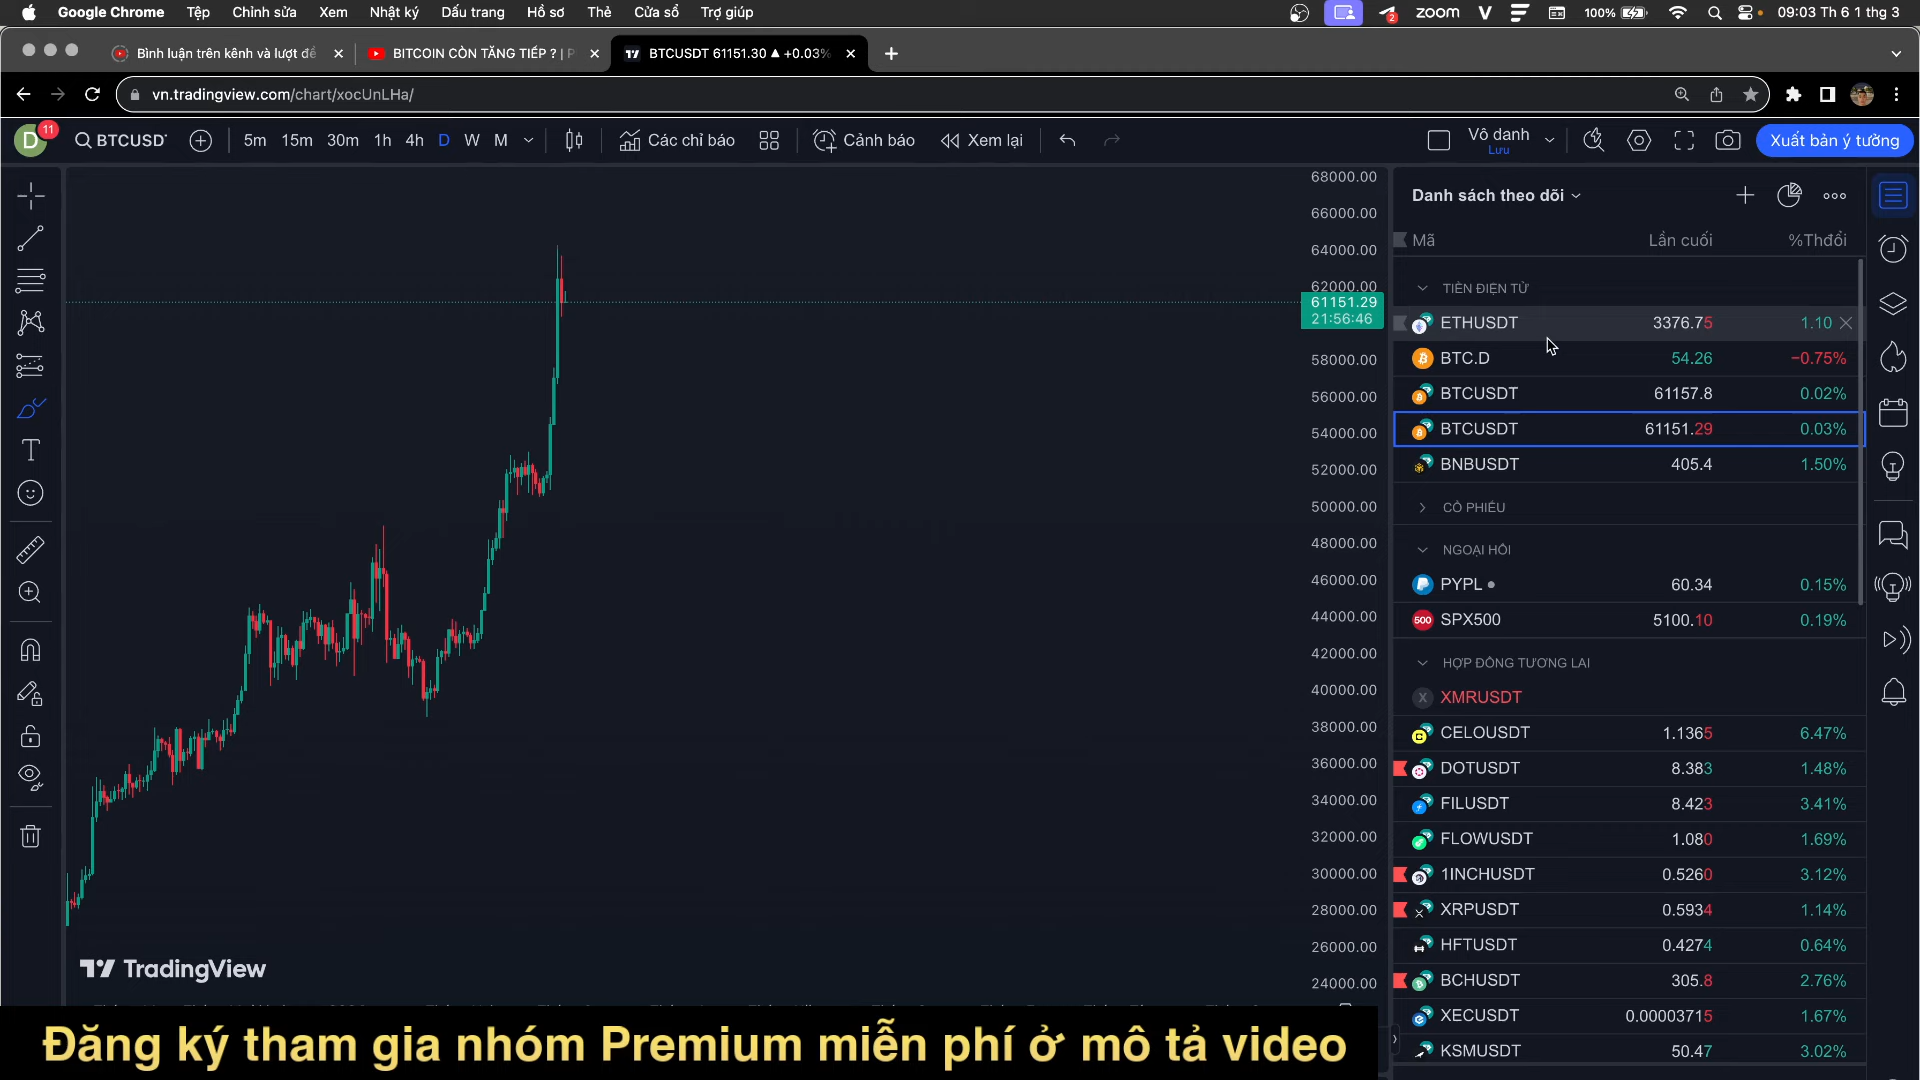 Google Chrome Tệp Chỉnh sửa Xem Nhật ký Dấu trang Hồ sơ Thẻ Cửa sổ Trợ giúp 2 zoom 100% 09:03 Th 6 1 thg 3
Bình luận trên kênh và lượt đề BITCOIN CÒN TĂNG TIẾP ? | P BTCUSDT 61151.30 ▲ +0.03%
vn.tradingview.com/chart/xocUnLHa/
D 11 BTCUSD 5m 15m 30m 1h 4h D W M Các chỉ báo Cảnh báo Xem lại Vô danh Lưu Xuất bản ý tưởng
68000.00
66000.00
64000.00
62000.00
61151.29
21:56:46
58000.00
56000.00
54000.00
52000.00
50000.00
48000.00
46000.00
44000.00
42000.00
40000.00
38000.00
36000.00
34000.00
32000.00
30000.00
28000.00
26000.00
24000.00
TradingView
Danh sách theo dõi
Mã Lần cuối %Thđổi
TIỀN ĐIỆN TỬ
ETHUSDT 3376.75 1.10
BTC.D 54.26 −0.75%
BTCUSDT 61157.8 0.02%
BTCUSDT 61151.29 0.03%
BNBUSDT 405.4 1.50%
CỔ PHIẾU
NGOẠI HỐI
PYPL 60.34 0.15%
500 SPX500 5100.10 0.19%
HỢP ĐỒNG TƯƠNG LAI
X XMRUSDT
CELOUSDT 1.1365 6.47%
DOTUSDT 8.383 1.48%
FILUSDT 8.423 3.41%
FLOWUSDT 1.080 1.69%
1INCHUSDT 0.5260 3.12%
XRPUSDT 0.5934 1.14%
HFTUSDT 0.4274 0.64%
BCHUSDT 305.8 2.76%
XECUSDT 0.00003715 1.67%
KSMUSDT 50.47 3.02%
Đăng ký tham gia nhóm Premium miễn phí ở mô tả video